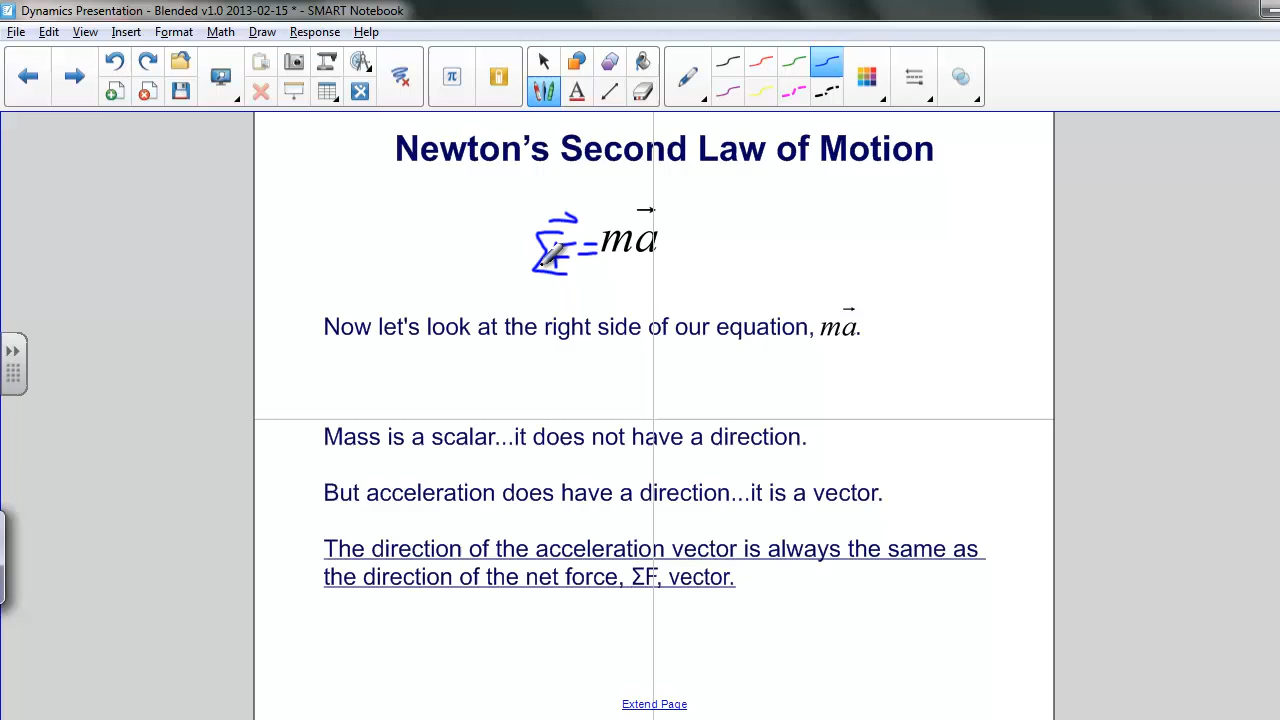 Dynamics Presentation - Blended v1.0 2013-02-15 * - SMART Notebook
File Edit View Insert Format Math Draw Response Help
Newton's Second Law of Motion
ΣF = ma
Now let's look at the right side of our equation, ma.
Mass is a scalar...it does not have a direction.
But acceleration does have a direction...it is a vector.
The direction of the acceleration vector is always the same as
the direction of the net force, ΣF, vector.
Extend Page